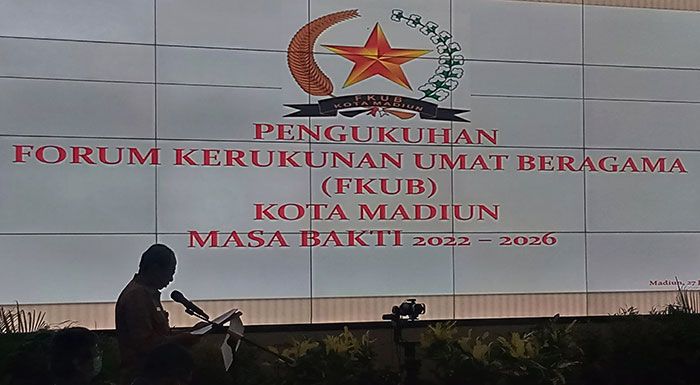 FKUB
KOTA MADIUN
PENGUKUHAN
FORUM KERUKUNAN UMAT BERAGAMA
(FKUB)
KOTA MADIUN
MASA BAKTI 2022 – 2026
Madiun, 27